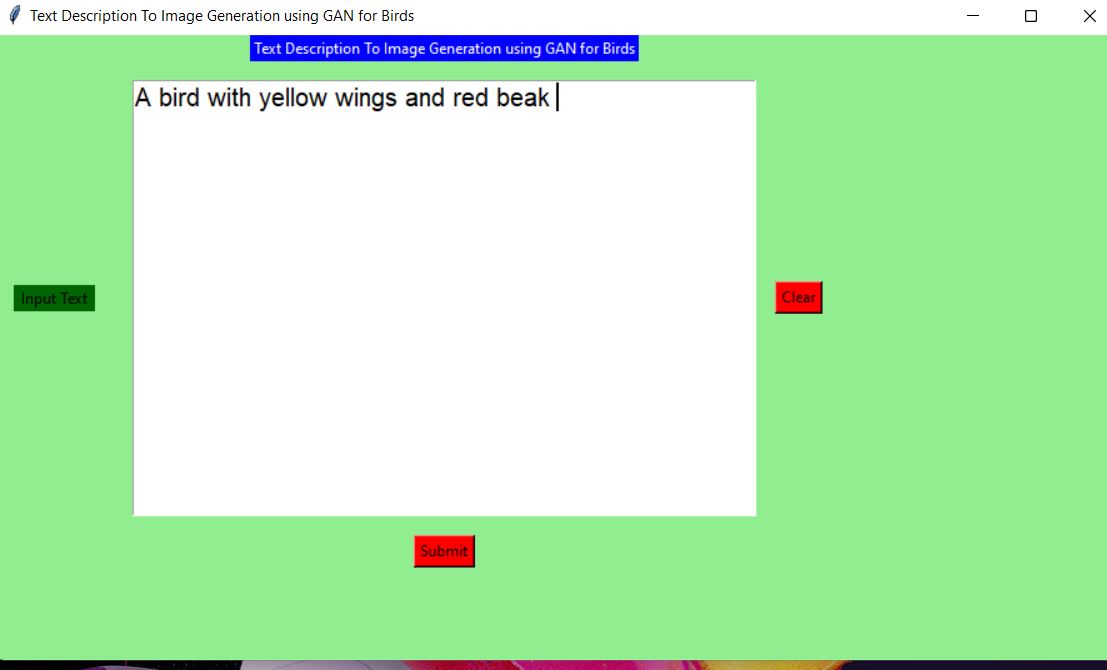 Text Description To Image Generation using GAN for Birds
Text Description To Image Generation using GAN for Birds
A bird with yellow wings and red beak
Input Text
Clear
Submit